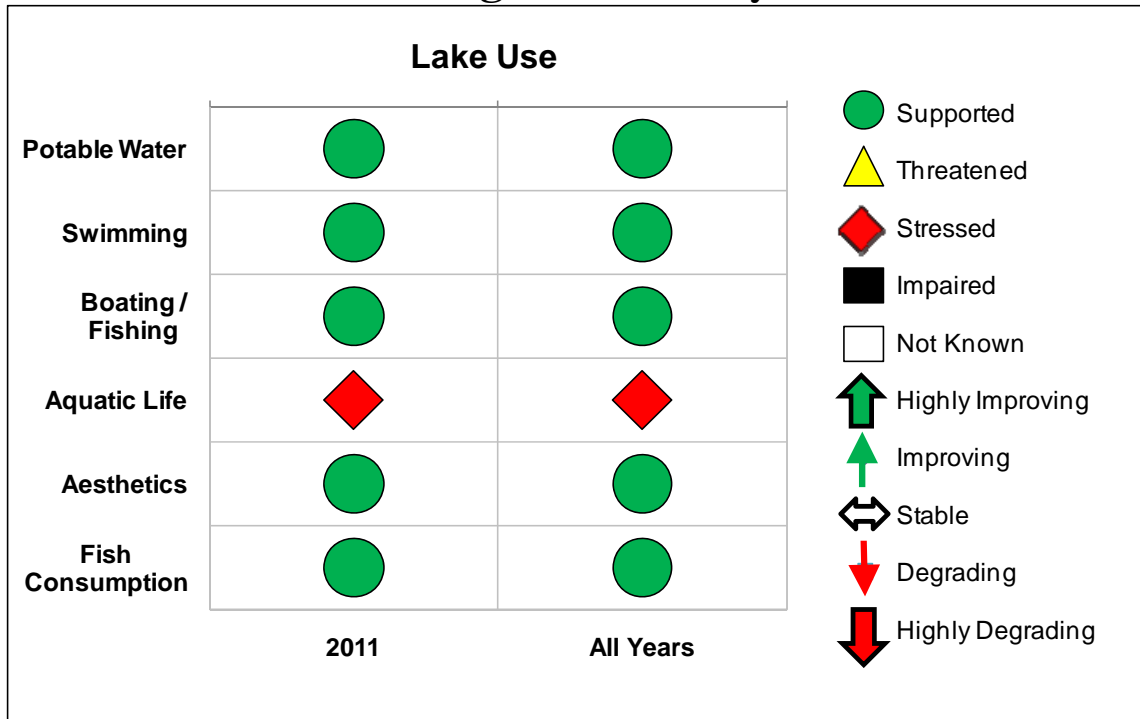 Lake Use
Potable Water
Swimming
Boating /
Fishing
Aquatic Life
Aesthetics
Fish
Consumption
2011
All Years
Supported
Threatened
Stressed
Impaired
Not Known
Highly Improving
Improving
Stable
Degrading
Highly Degrading